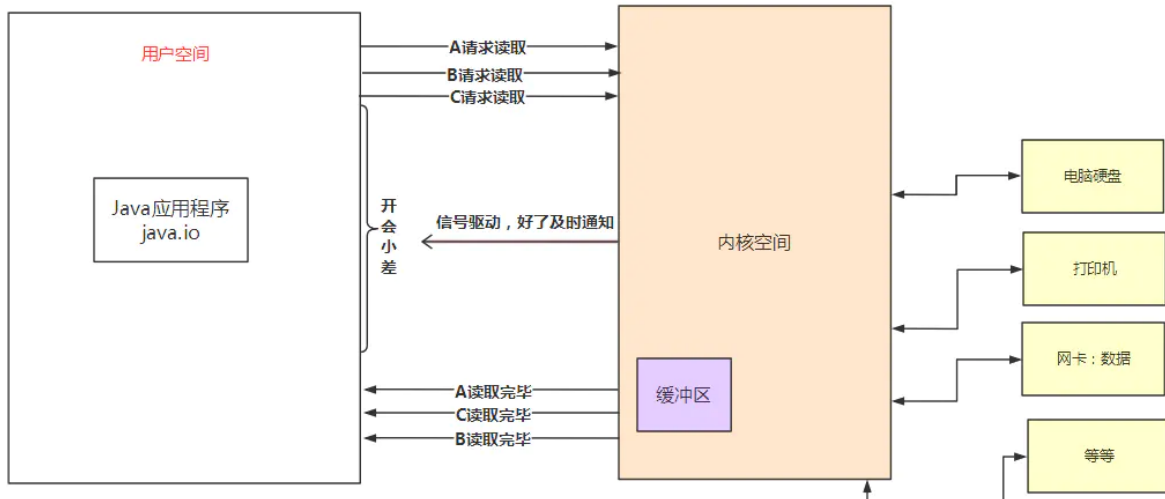 用户空间
Java应用程序
java.io
A请求读取
B请求读取
C请求读取
开
会
小
差
信号驱动，好了及时通知
A读取完毕
C读取完毕
B读取完毕
内核空间
缓冲区
电脑硬盘
打印机
网卡：数据
等等